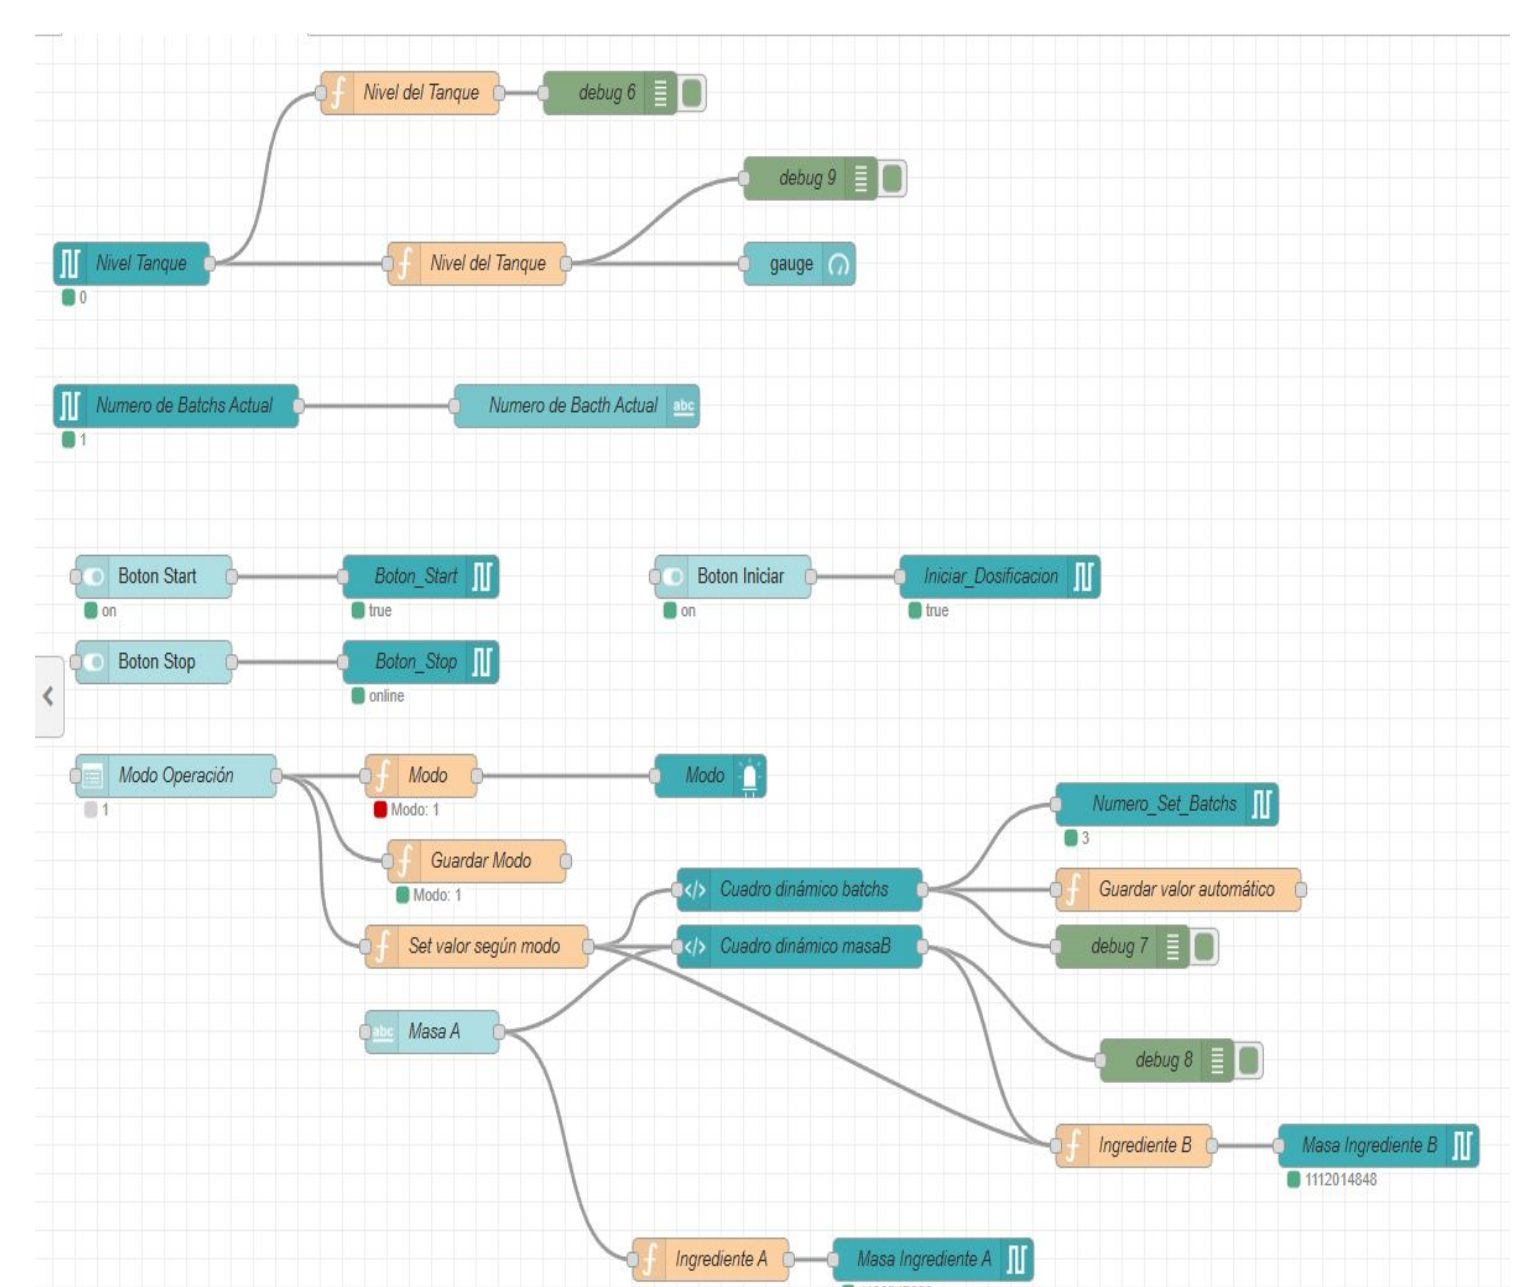 Nivel del Tanque
debug 6
debug 9
Nivel Tanque
Nivel del Tanque
gauge
0
Numero de Batchs Actual
Numero de Bacth Actual
abc
1
Boton Start
Boton_Start
Boton Iniciar
Iniciar_Dosificacion
on
true
on
true
Boton Stop
Boton_Stop
online
Modo Operación
Modo
Modo
1
Modo: 1
Numero_Set_Batchs
3
Guardar Modo
Modo: 1
Cuadro dinámico batchs
Guardar valor automático
Set valor según modo
Cuadro dinámico masaB
debug 7
abc
Masa A
debug 8
Ingrediente B
Masa Ingrediente B
1112014848
Ingrediente A
Masa Ingrediente A